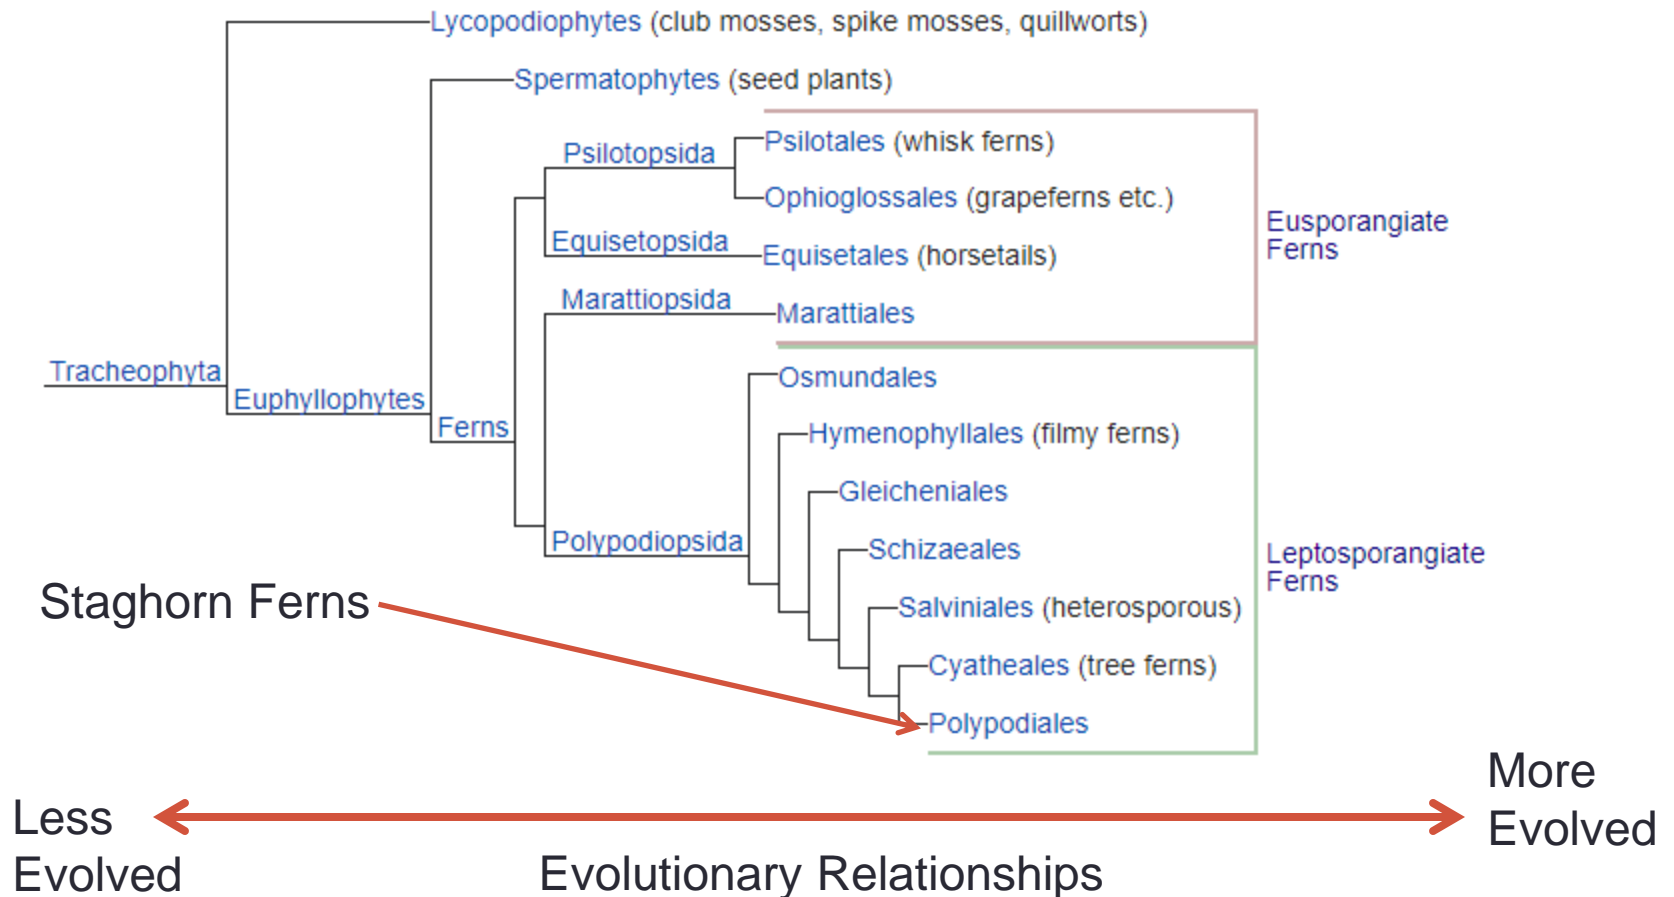 Lycopodiophytes (club mosses, spike mosses, quillworts)
Spermatophytes (seed plants)
Psilotopsida
Psilotales (whisk ferns)
Ophioglossales (grapeferns etc.)
Eusporangiate
Ferns
Equisetopsida
Equisetales (horsetails)
Marattiopsida
Marattiales
Tracheophyta
Euphyllophytes
Ferns
Osmundales
Hymenophyllales (filmy ferns)
Gleicheniales
Polypodiopsida
Schizaeales
Leptosporangiate
Ferns
Staghorn Ferns
Salviniales (heterosporous)
Cyatheales (tree ferns)
Polypodiales
Less
Evolved
More
Evolved
Evolutionary Relationships